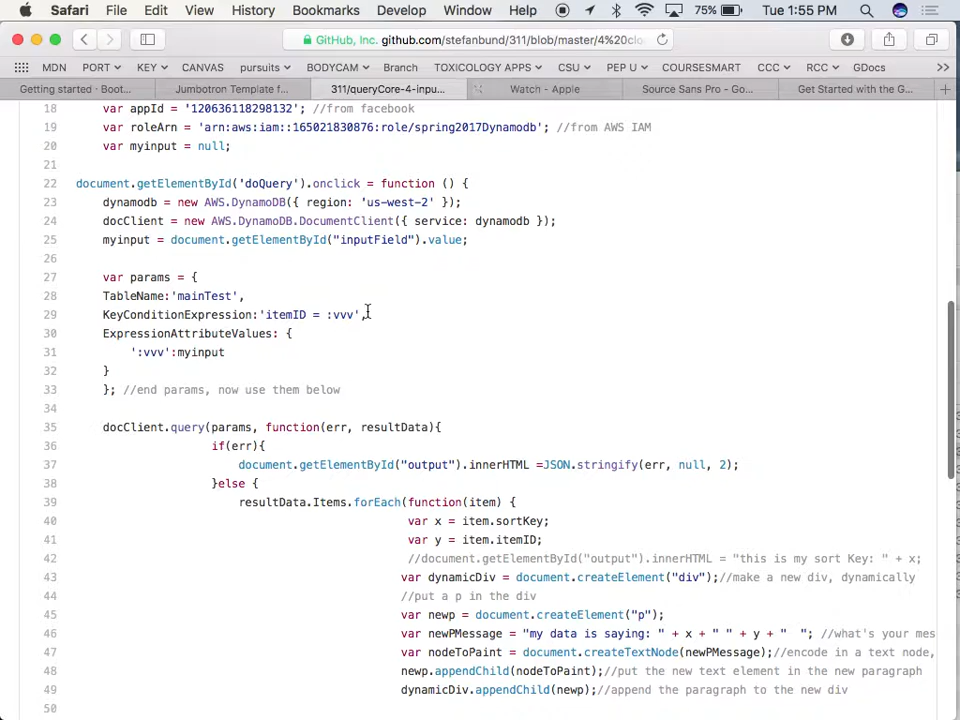 Safari File Edit View History Bookmarks Develop Window Help 75% Tue 1:55 PM
GitHub, Inc. github.com/stefanbund/311/blob/master/4%20clo
MDN PORT KEY CANVAS pursuits BODYCAM Branch TOXICOLOGY APPS CSU PEP U COURSESMART CCC RCC GDocs
Getting started · Boot... Jumbotron Template f... 311/queryCore-4-inpu... Watch - Apple Source Sans Pro - Go... Get Started with the G...
18 var appId = '120636118298132'; //from facebook
19 var roleArn = 'arn:aws:iam::165021830876:role/spring2017Dynamodb'; //from AWS IAM
20 var myinput = null;
21
22 document.getElementById('doQuery').onclick = function () {
23 dynamodb = new AWS.DynamoDB({ region: 'us-west-2' });
24 docClient = new AWS.DynamoDB.DocumentClient({ service: dynamodb });
25 myinput = document.getElementById("inputField").value;
26
27 var params = {
28 TableName:'mainTest',
29 KeyConditionExpression:'itemID = :vvv',
30 ExpressionAttributeValues: {
31 ':vvv':myinput
32 }
33 }; //end params, now use them below
34
35 docClient.query(params, function(err, resultData){
36 if(err){
37 document.getElementById("output").innerHTML =JSON.stringify(err, null, 2);
38 }else {
39 resultData.Items.forEach(function(item) {
40 var x = item.sortKey;
41 var y = item.itemID;
42 //document.getElementById("output").innerHTML = "this is my sort Key: " + x;
43 var dynamicDiv = document.createElement("div");//make a new div, dynamically
44 //put a p in the div
45 var newp = document.createElement("p");
46 var newPMessage = "my data is saying: " + x + " " + y + "  "; //what's your mes
47 var nodeToPaint = document.createTextNode(newPMessage);//encode in a text node,
48 newp.appendChild(nodeToPaint);//put the new text element in the new paragraph
49 dynamicDiv.appendChild(newp);//append the paragraph to the new div
50